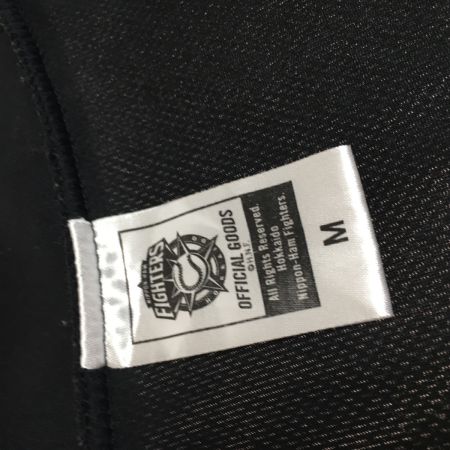 FIGHTERS
OFFICIAL GOODS
©H.N.F.
All Rights Reserved.
Hokkaido
Nippon-Ham Fighters.
M